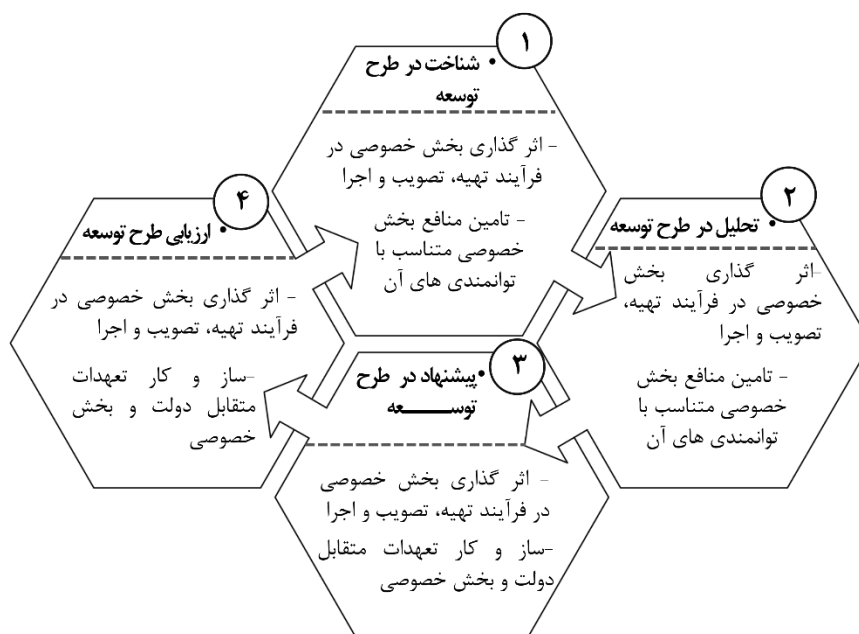 ۱
• شناخت در طرح
توسعه
- اثر گذاری بخش خصوصی در
فرآیند تهیه، تصویب و اجرا
- تامین منافع بخش
خصوصی متناسب با
توانمندی های آن
۲
• تحلیل در طرح توسعه
-اثر گذاری بخش
خصوصی در فرآیند تهیه،
تصویب و اجرا
- تامین منافع بخش
خصوصی متناسب با
توانمندی های آن
۳
•پیشنهاد در طرح
توســـــعه
- اثر گذاری بخش خصوصی
در فرآیند تهیه، تصویب و اجرا
-ساز و کار تعهدات متقابل
دولت و بخش خصوصی
۴
• ارزیابی طرح توسعه
- اثر گذاری بخش خصوصی در
فرآیند تهیه، تصویب و اجرا
-ساز و کار تعهدات
متقابل دولت و بخش
خصوصی